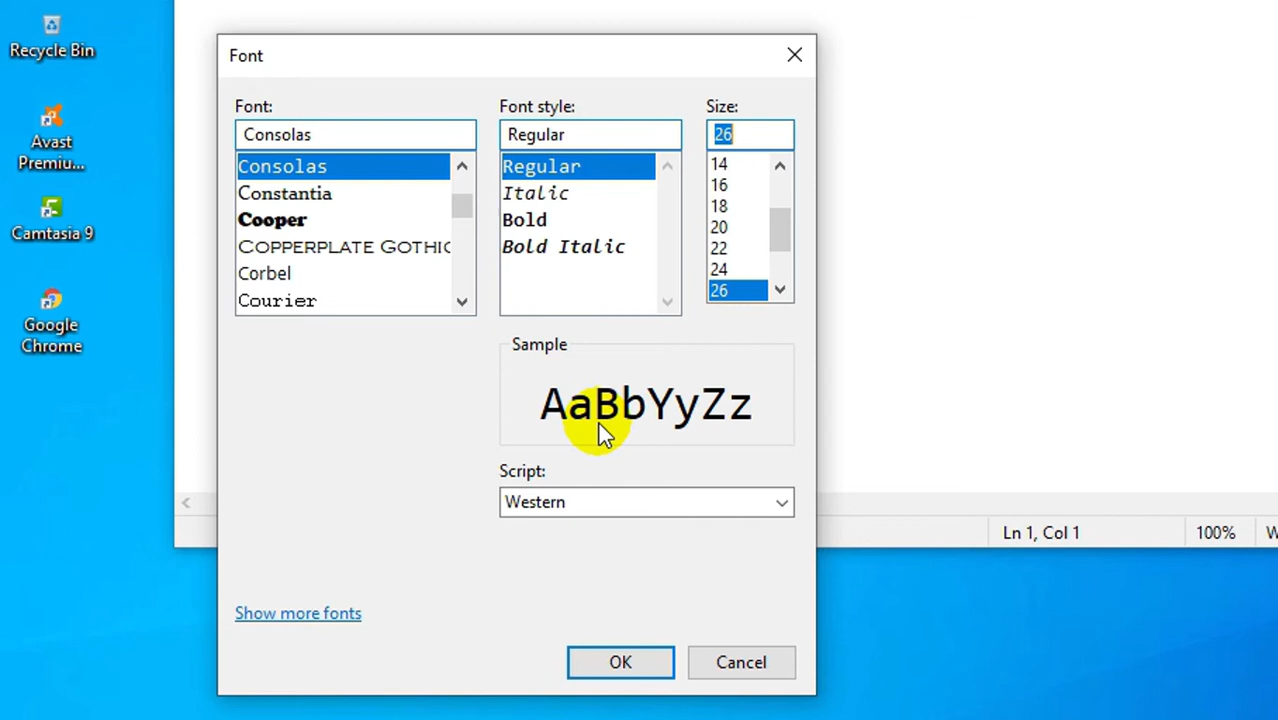 Recycle Bin
Avast
Premiu...
Camtasia 9
Google
Chrome
Font
Font:
Consolas
Consolas
Constantia
Cooper
COPPERPLATE GOTHIC
Corbel
Courier
Font style:
Regular
Regular
Italic
Bold
Bold Italic
Size:
26
14
16
18
20
22
24
26
Sample
AaBbYyZz
Script:
Western
Show more fonts
OK
Cancel
Ln 1, Col 1
100%
W